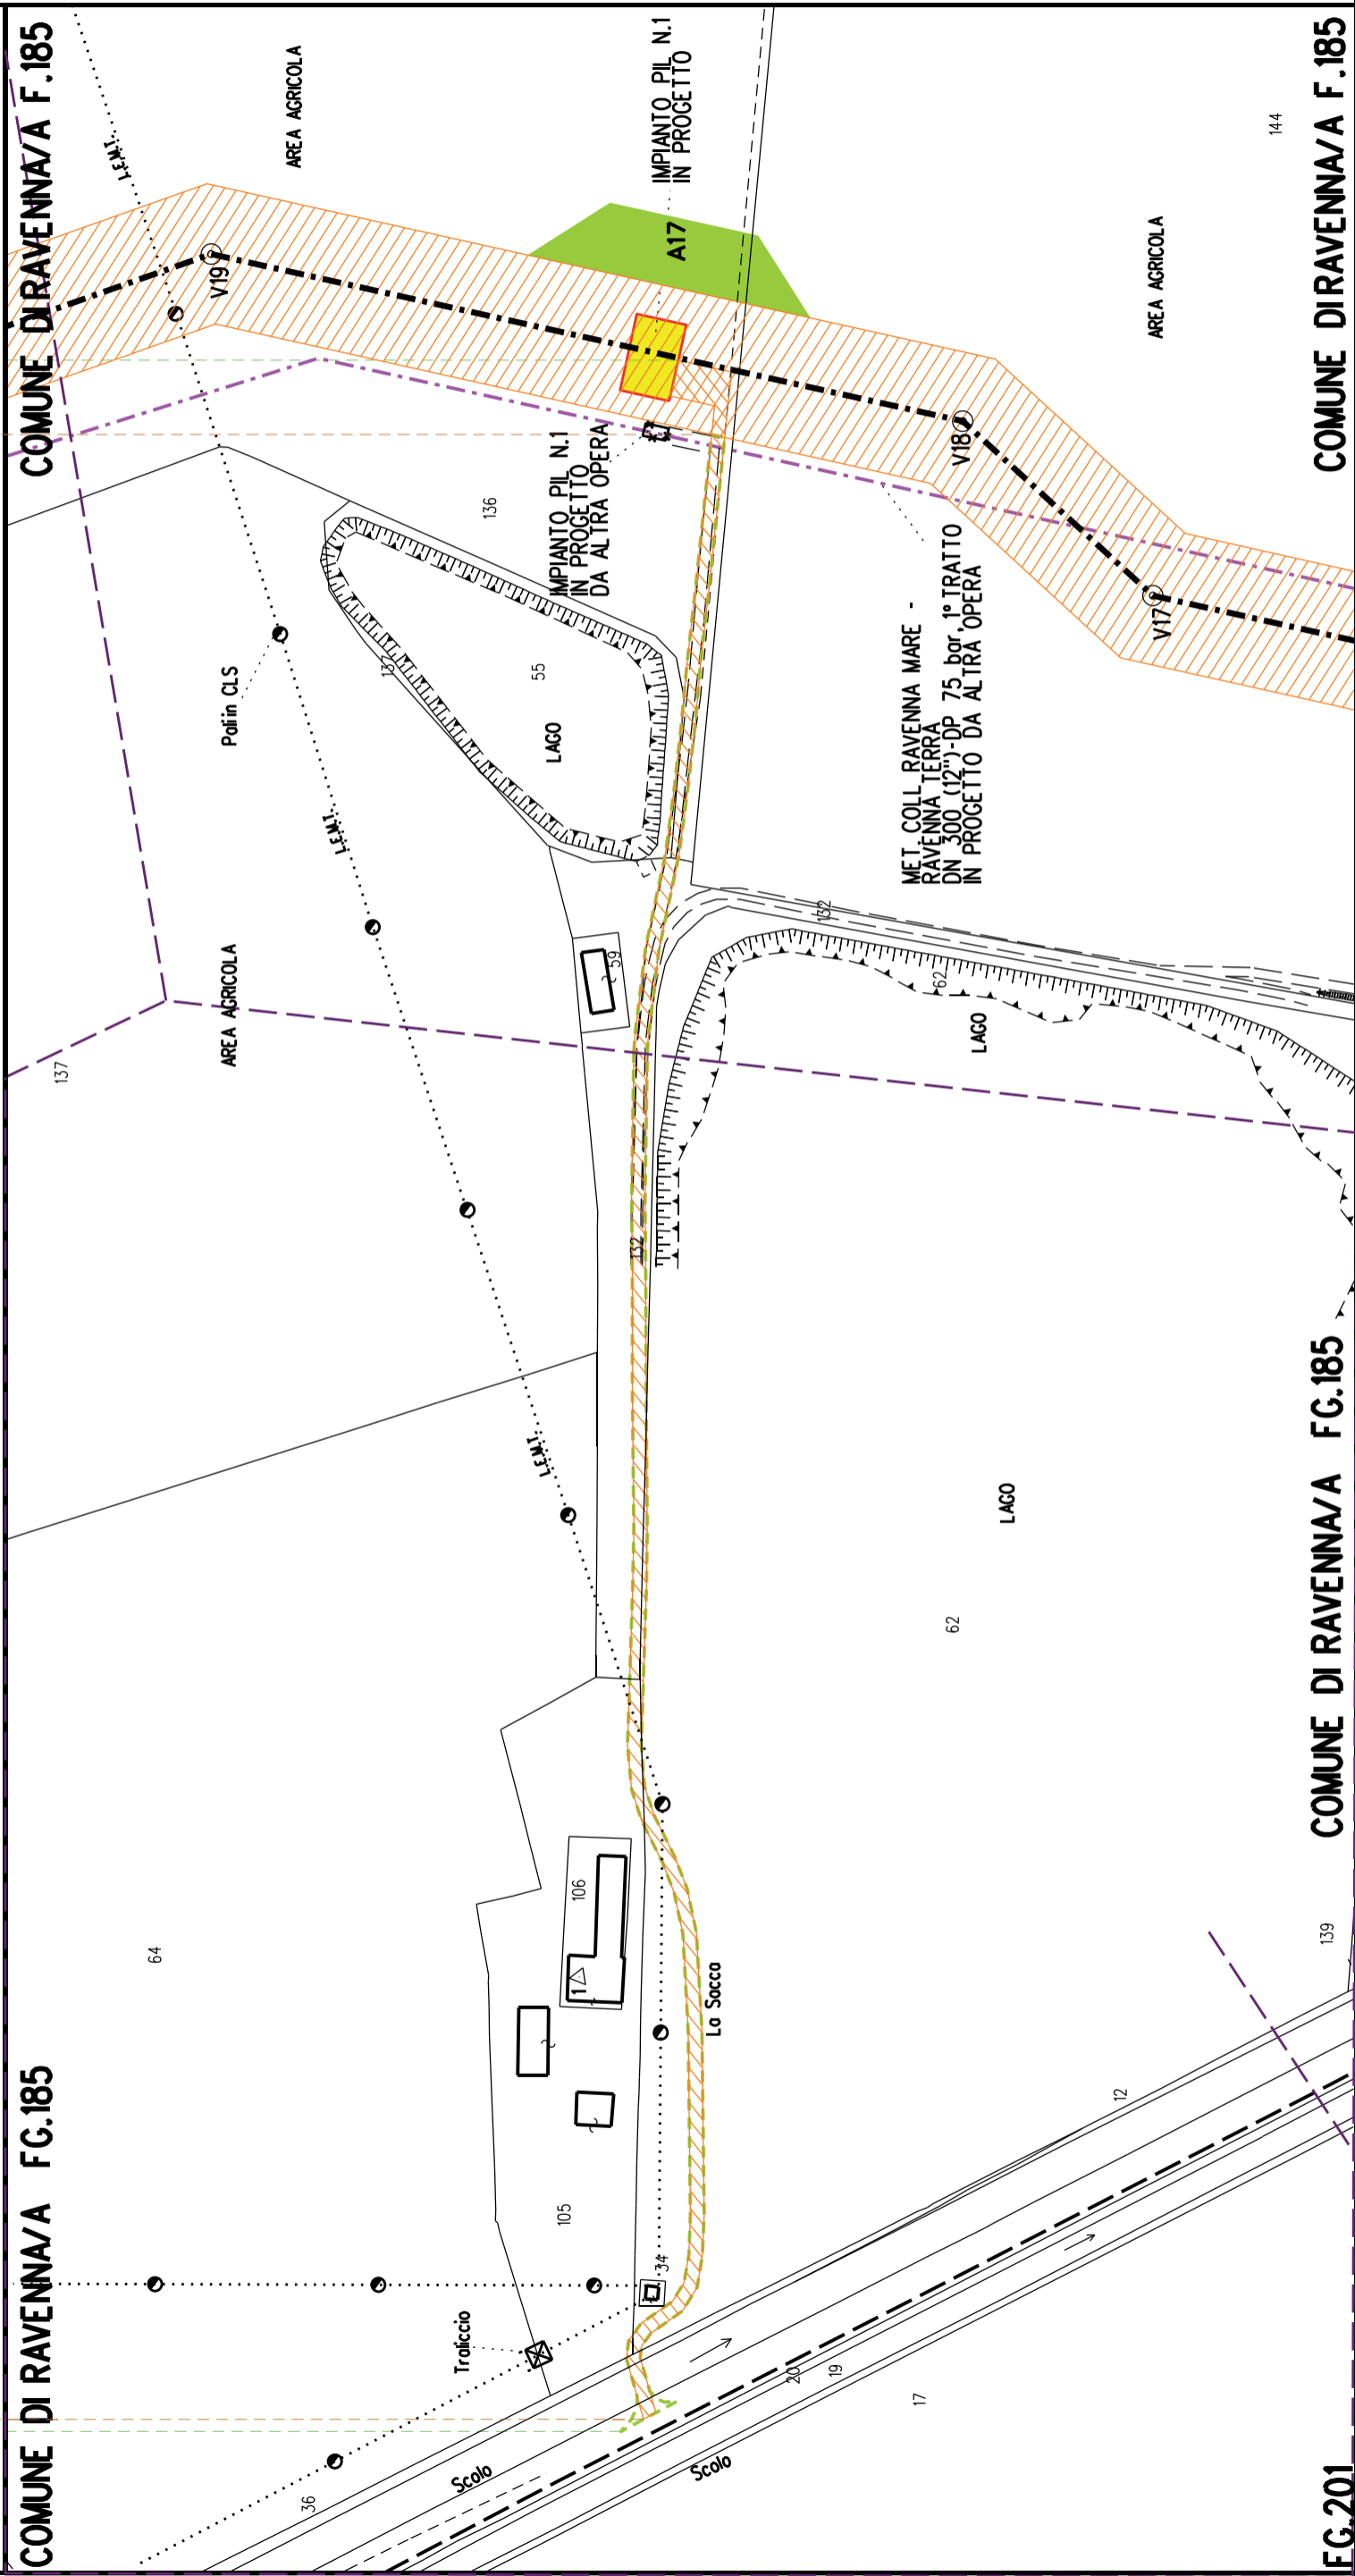 COMUNE DI RAVENNA/A FG.185
COMUNE DI RAVENNA/A F.185
L.E.M.T.
AREA AGRICOLA
137
64
36
AREA AGRICOLA
Pali in CLS
V19
L.E.M.T.
137
Traliccio
Scolo
136
L.E.M.T.
55
LAGO
105
106
1
59
IMPIANTO PIL N.1
IN PROGETTO
DA ALTRA OPERA
132
34
IMPIANTO PIL N.1
IN PROGETTO
A17
La Sacca
Scolo
20
19
17
132
62
62
LAGO
LAGO
MET. COLL. RAVENNA MARE -
RAVENNA TERRA
DN 300 (12")-DP 75 bar, 1° TRATTO
IN PROGETTO DA ALTRA OPERA
V18
12
V17
AREA AGRICOLA
144
139
FG.201
COMUNE DI RAVENNA/A FG.185
COMUNE DI RAVENNA/A F.185